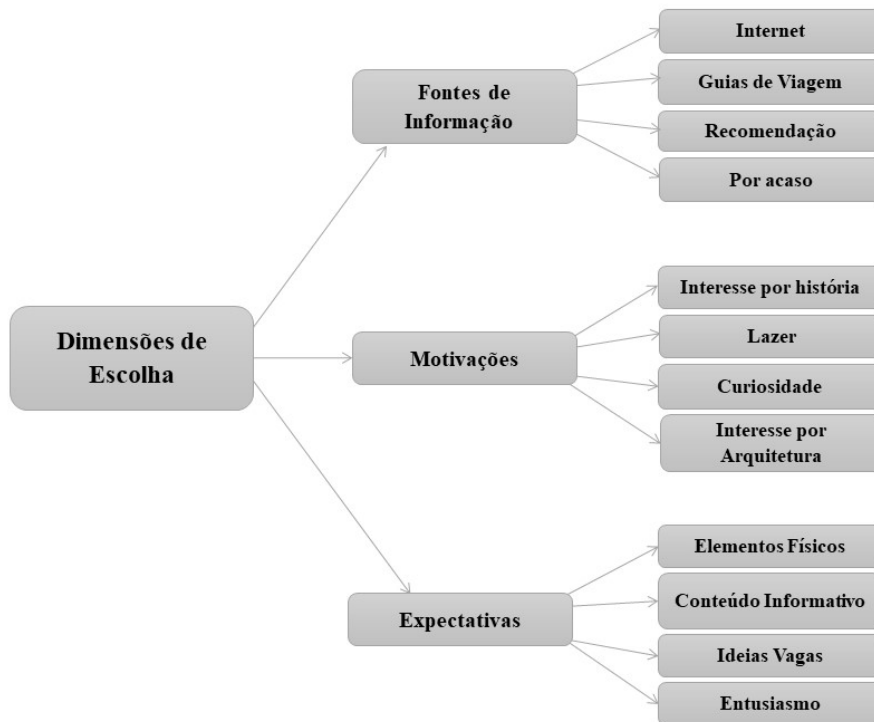 Dimensões de
Escolha
Fontes de
Informação
Internet
Guias de Viagem
Recomendação
Por acaso
Motivações
Interesse por história
Lazer
Curiosidade
Interesse por
Arquitetura
Expectativas
Elementos Físicos
Conteúdo Informativo
Ideias Vagas
Entusiasmo